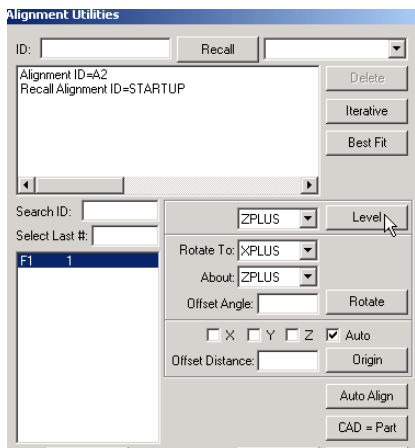 Alignment Utilities
ID: Recall
Alignment ID=A2
Recall Alignment ID=STARTUP
Delete
Iterative
Best Fit
Search ID:
Select Last #:
F1 1
ZPLUS Level
Rotate To: XPLUS
About: ZPLUS
Offset Angle: Rotate
X Y Z Auto
Offset Distance: Origin
Auto Align
CAD = Part